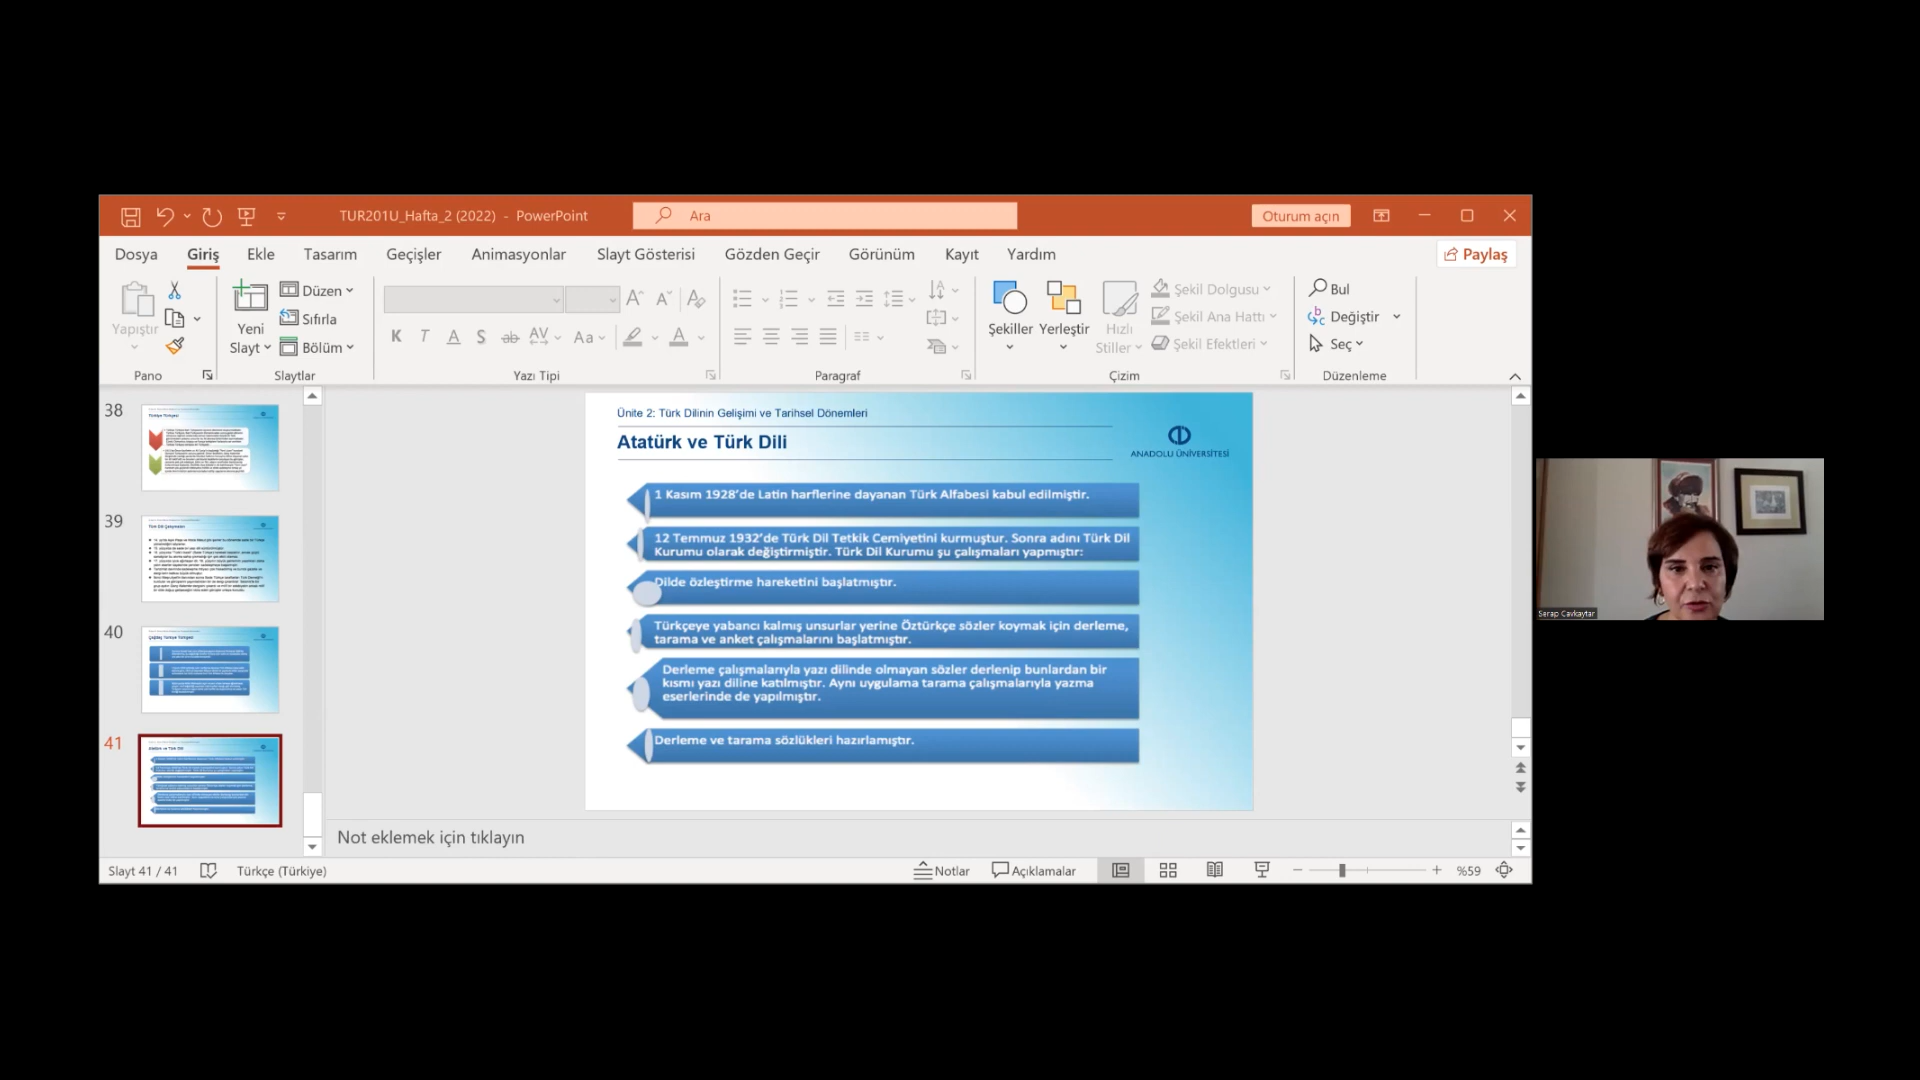 TUR201U_Hafta_2 (2022) - PowerPoint
Ara
Oturum açın
Dosya Giriş Ekle Tasarım Geçişler Animasyonlar Slayt Gösterisi Gözden Geçir Görünüm Kayıt Yardım
Paylaş
Yapıştır
Yeni
Slayt
Düzen
Sıfırla
Bölüm
K T A S ab AV Aa A
Şekiller
Yerleştir
Hızlı
Stiller
Şekil Dolgusu
Şekil Ana Hattı
Şekil Efektleri
Bul
Değiştir
Seç
Pano Slaytlar Yazı Tipi Paragraf Çizim Düzenleme
38
39
40
41
Ünite 2: Türk Dilinin Gelişimi ve Tarihsel Dönemleri
Atatürk ve Türk Dili
ANADOLU ÜNİVERSİTESİ
1 Kasım 1928’de Latin harflerine dayanan Türk Alfabesi kabul edilmiştir.
12 Temmuz 1932’de Türk Dil Tetkik Cemiyetini kurmuştur. Sonra adını Türk Dil
Kurumu olarak değiştirmiştir. Türk Dil Kurumu şu çalışmaları yapmıştır:
Dilde özleştirme hareketini başlatmıştır.
Türkçeye yabancı kalmış unsurlar yerine Öztürkçe sözler koymak için derleme,
tarama ve anket çalışmalarını başlatmıştır.
Derleme çalışmalarıyla yazı dilinde olmayan sözler derlenip bunlardan bir
kısmı yazı diline katılmıştır. Aynı uygulama tarama çalışmalarıyla yazma
eserlerinde de yapılmıştır.
Derleme ve tarama sözlükleri hazırlamıştır.
Serap Cavkaytar
Not eklemek için tıklayın
Slayt 41 / 41
Türkçe (Türkiye)
Notlar
Açıklamalar
%59